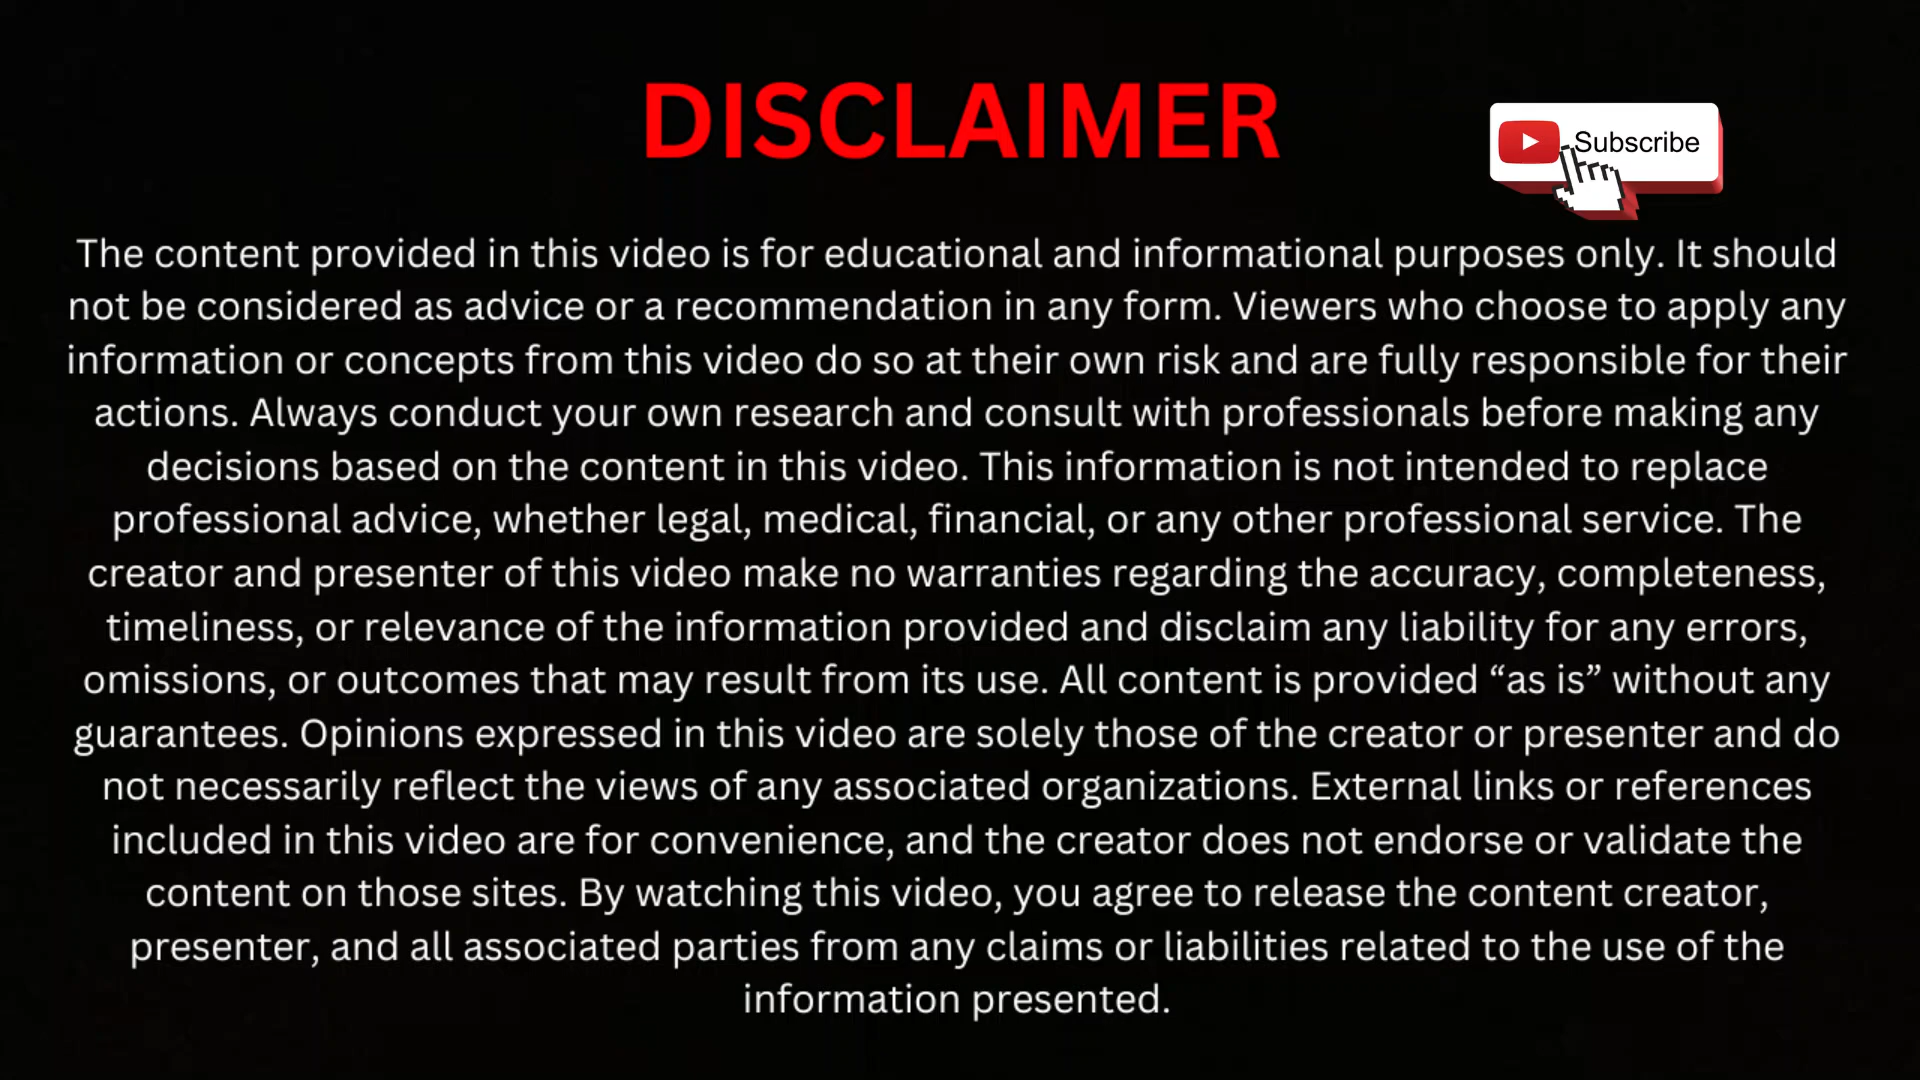 DISCLAIMER
Subscribe
The content provided in this video is for educational and informational purposes only. It should
not be considered as advice or a recommendation in any form. Viewers who choose to apply any
information or concepts from this video do so at their own risk and are fully responsible for their
actions. Always conduct your own research and consult with professionals before making any
decisions based on the content in this video. This information is not intended to replace
professional advice, whether legal, medical, financial, or any other professional service. The
creator and presenter of this video make no warranties regarding the accuracy, completeness,
timeliness, or relevance of the information provided and disclaim any liability for any errors,
omissions, or outcomes that may result from its use. All content is provided “as is” without any
guarantees. Opinions expressed in this video are solely those of the creator or presenter and do
not necessarily reflect the views of any associated organizations. External links or references
included in this video are for convenience, and the creator does not endorse or validate the
content on those sites. By watching this video, you agree to release the content creator,
presenter, and all associated parties from any claims or liabilities related to the use of the
information presented.